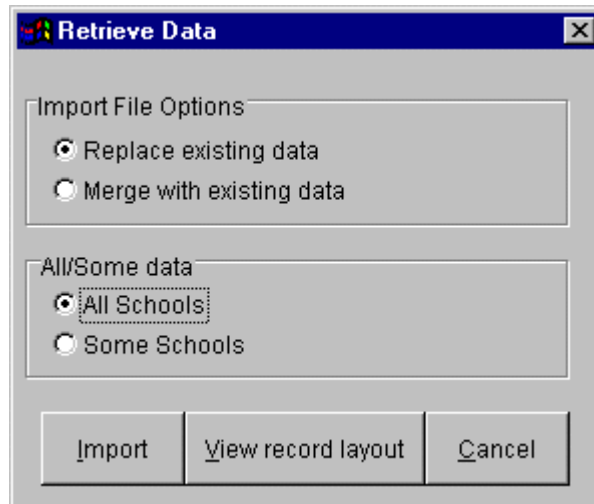 Retrieve Data
Import File Options
Replace existing data
Merge with existing data
All/Some data
All Schools
Some Schools
Import View record layout Cancel